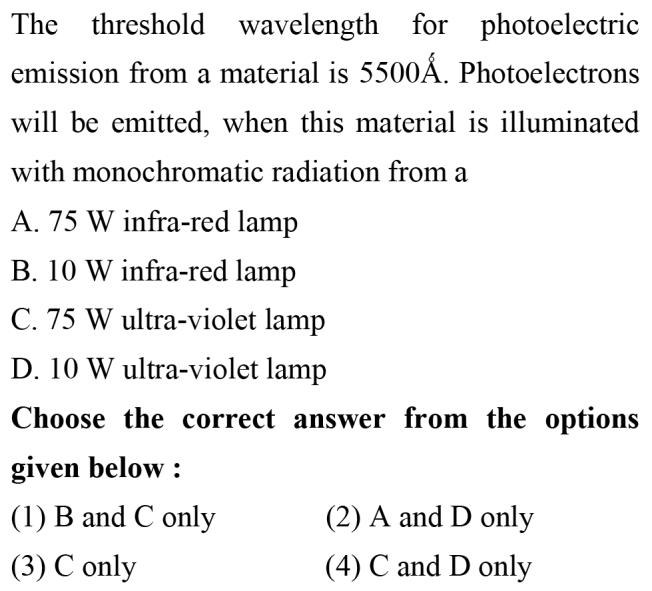 The threshold wavelength for photoelectric
emission from a material is 5500Å. Photoelectrons
will be emitted, when this material is illuminated
with monochromatic radiation from a
A. 75 W infra-red lamp
B. 10 W infra-red lamp
C. 75 W ultra-violet lamp
D. 10 W ultra-violet lamp
Choose the correct answer from the options
given below :
(1) B and C only (2) A and D only
(3) C only (4) C and D only